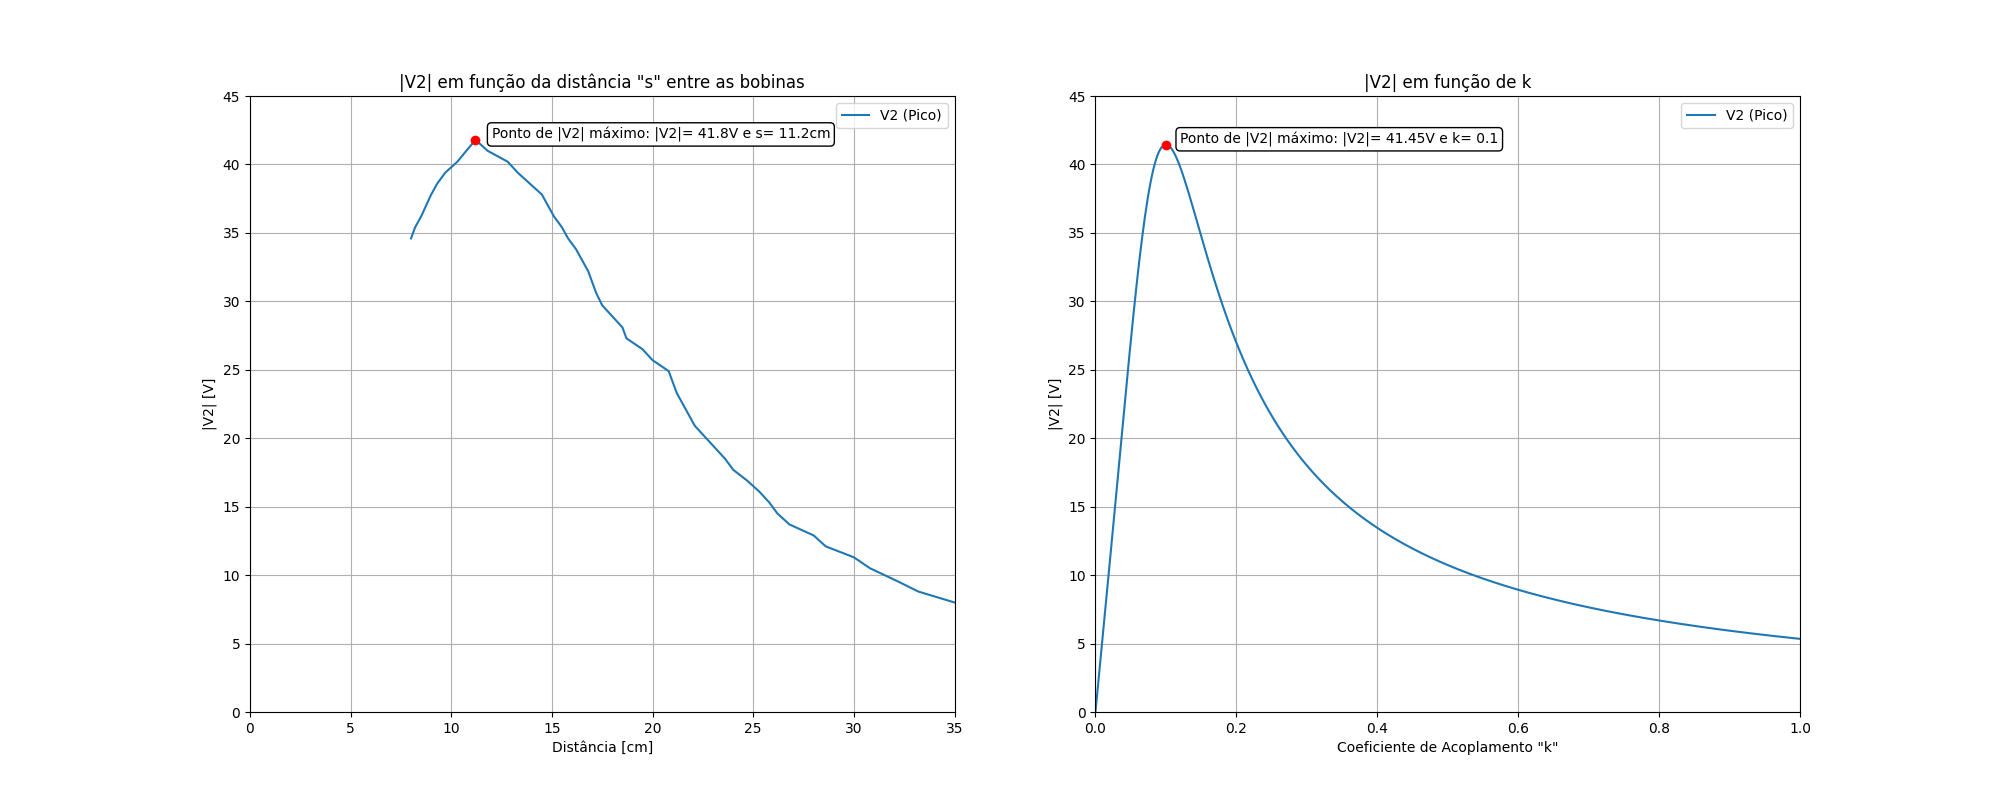 |V2| em função da distância "s" entre as bobinas
V2 (Pico)
Ponto de |V2| máximo: |V2|= 41.8V e s= 11.2cm
45
40
35
30
25
20
15
10
5
0
|V2| [V]
0 5 10 15 20 25 30 35
Distância [cm]
|V2| em função de k
V2 (Pico)
Ponto de |V2| máximo: |V2|= 41.45V e k= 0.1
45
40
35
30
25
20
15
10
5
0
|V2| [V]
0.0 0.2 0.4 0.6 0.8 1.0
Coeficiente de Acoplamento "k"